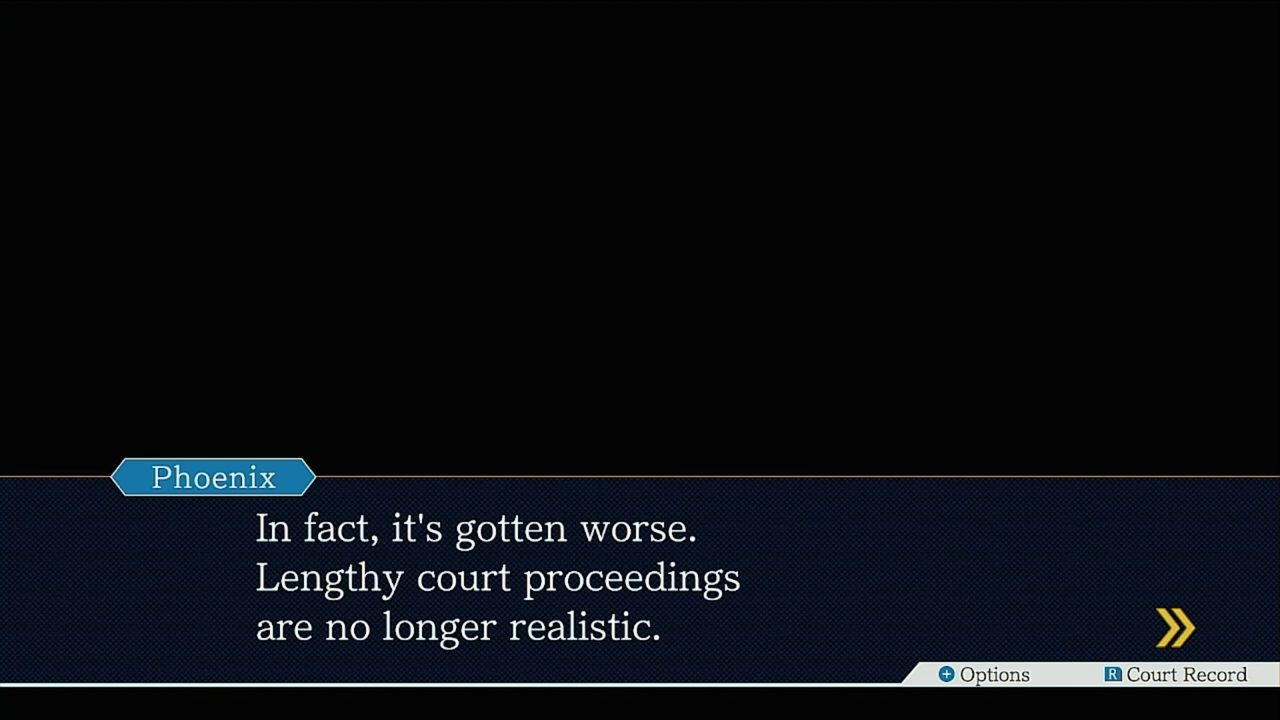 Phoenix
In fact, it's gotten worse.
Lengthy court proceedings
are no longer realistic.
+ Options
R Court Record